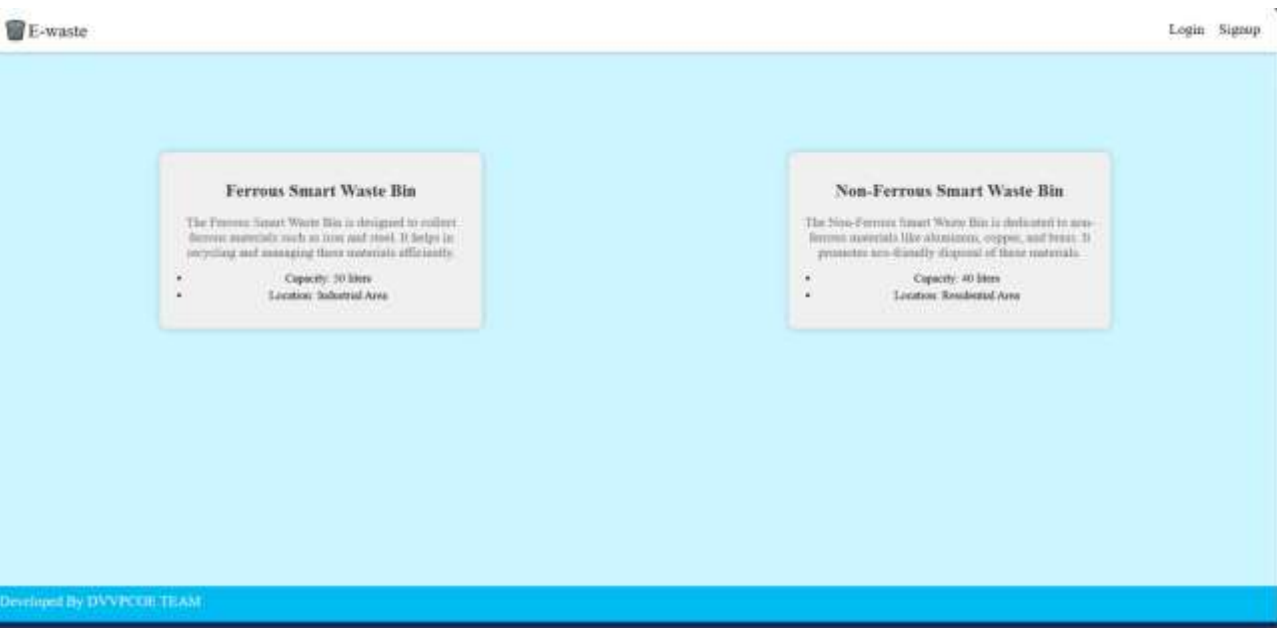 E-waste
Login Signup
Ferrous Smart Waste Bin
The Ferrous Smart Waste Bin is designed to collect
ferrous materials such as iron and steel. It helps in
recycling and managing these materials efficiently.
Capacity: 50 liters
Location: Industrial Area
Non-Ferrous Smart Waste Bin
The Non-Ferrous Smart Waste Bin is dedicated to non-
ferrous materials like aluminum, copper, and brass. It
promotes eco-friendly disposal of these materials.
Capacity: 40 liters
Location: Residential Area
Developed By DVVPCOE TEAM